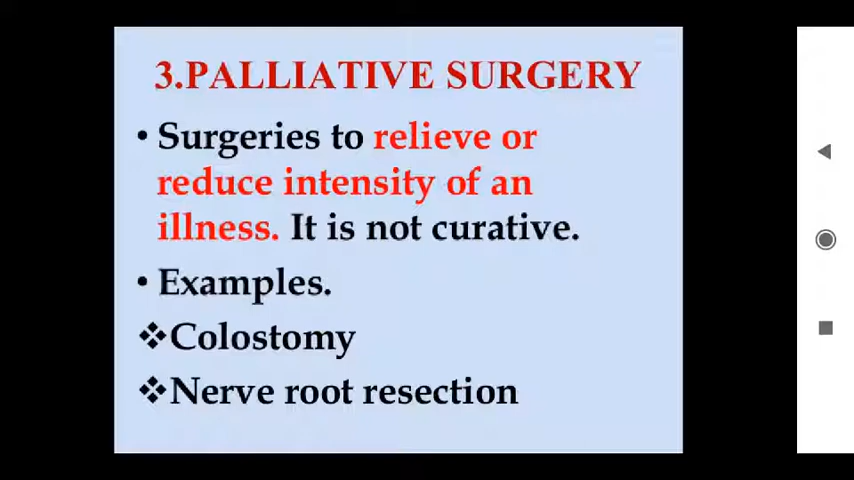 3.PALLIATIVE SURGERY
• Surgeries to relieve or
reduce intensity of an
illness. It is not curative.
• Examples.
❖Colostomy
❖Nerve root resection